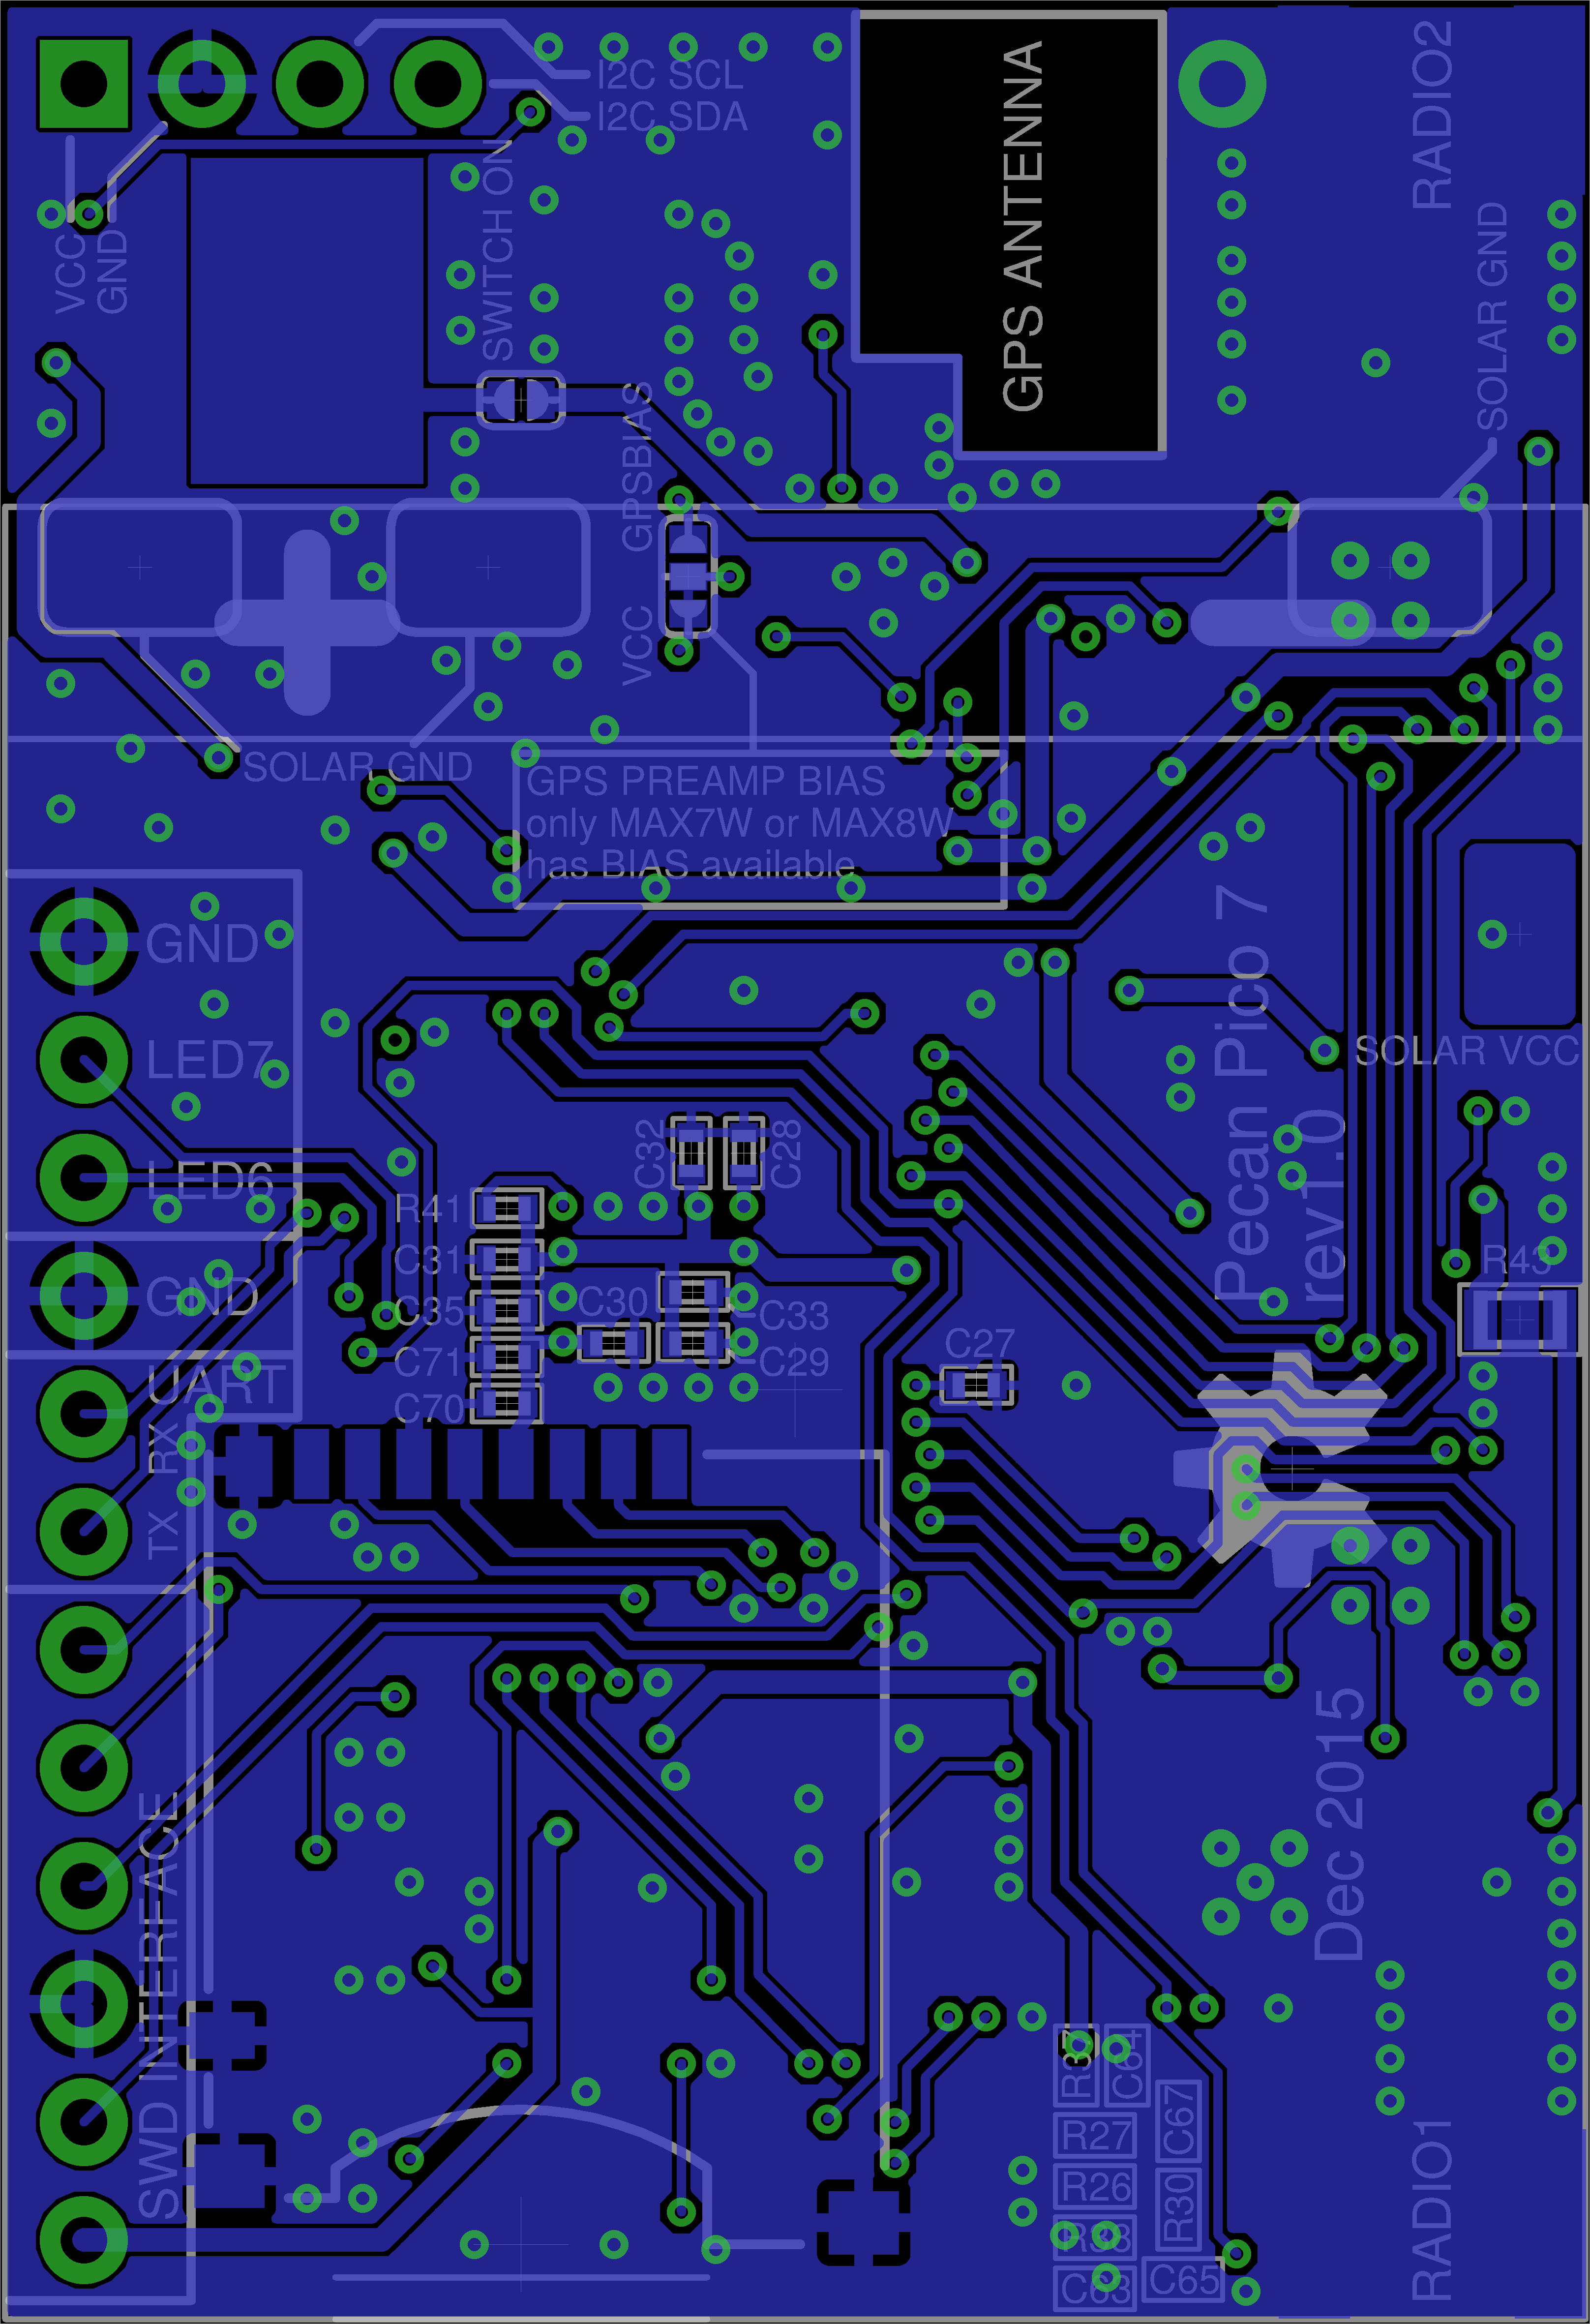 I2C SCL
I2C SDA
VCC
GND
SWITCH ON
GPS ANTENNA
RADIO2
SOLAR GND
GPSBIAS
VCC
SOLAR GND
GPS PREAMP BIAS
only MAX7W or MAX8W
has BIAS available
GND
LED7
LED6
GND
UART
RX
TX
SWD INTERFACE
Pecan Pico 7
rev1.0
SOLAR VCC
C32
C28
R41
C31
C35
C71
C70
C30
C33
C29
C27
R43
Dec 2015
C64
R27
C67
R26
R30
R33
C63
C65
RADIO1